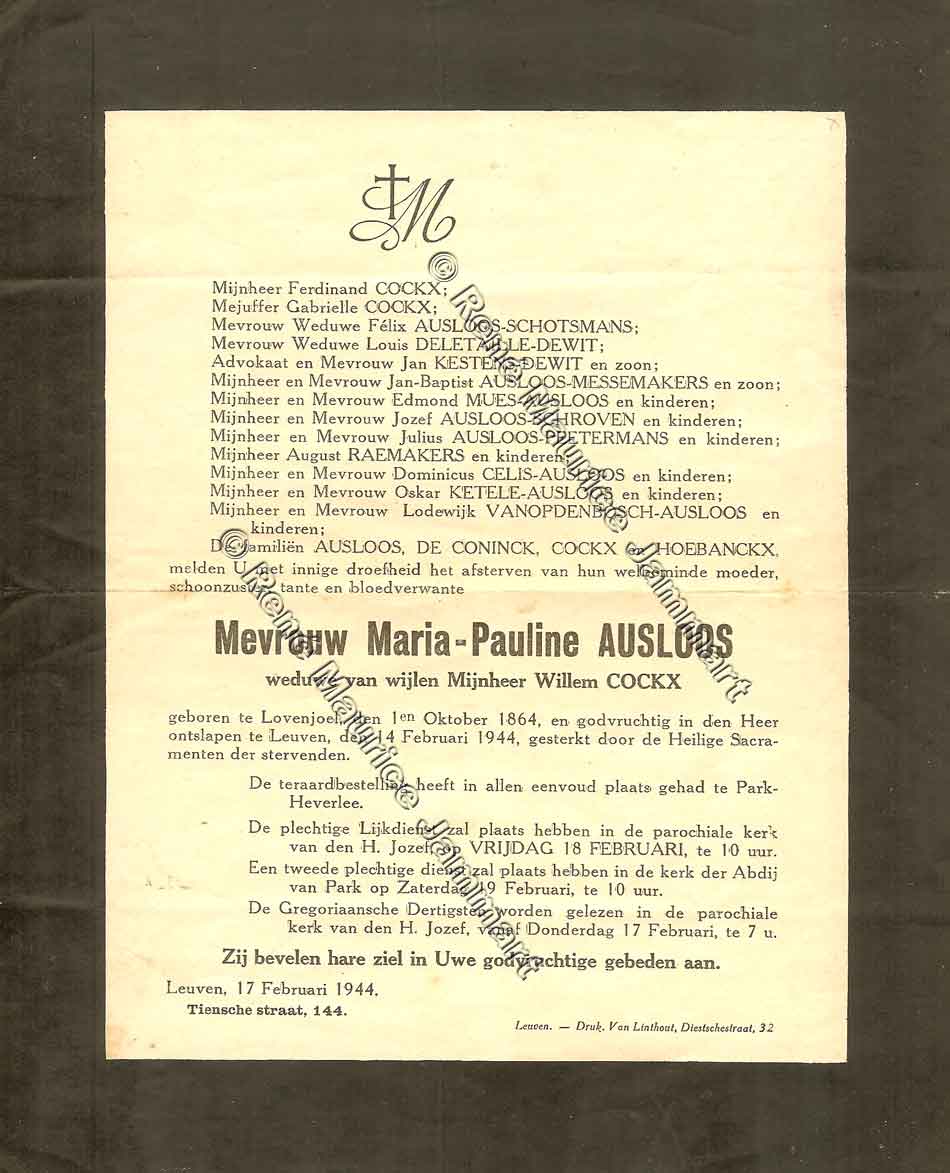 M
Mijnheer Ferdinand COCKX;
Mejuffer Gabrielle COCKX;
Mevrouw Weduwe Félix AUSLOOS-SCHOTSMANS;
Mevrouw Weduwe Louis DELETAILLE-DEWIT;
Advokaat en Mevrouw Jan KESTENS-DEWIT en zoon;
Mijnheer en Mevrouw Jan-Baptist AUSLOOS-MESSEMAKERS en zoon;
Mijnheer en Mevrouw Edmond MUES-AUSLOOS en kinderen;
Mijnheer en Mevrouw Jozef en kinderen;
Mijnheer en Mevrouw Julius AUSLOOS-PEETERMANS en kinderen;
Mijnheer August RAEMAKERS en kinderen;
Mijnheer en Mevrouw Dominicus CELIS-AUSLOOS en kinderen;
Mijnheer en Mevrouw Oskar KETELE-AUSLOOS en kinderen;
Mijnheer en Mevrouw Lodewijk VANOPDENBOSCH-AUSLOOS en
kinderen;
De familiën AUSLOOS, DE CONINCK, COCKX en HOEBANCKX,
melden U met innige droefheid het afsterven van hun welbeminde moeder,
schoonzuster, tante en bloedverwante
Mevrouw Maria-Pauline AUSLOOS
weduwe van wijlen Mijnheer Willem COCKX
geboren te Lovenjoel, den 1en Oktober 1864, en godvruchtig in den Heer
ontslapen te Leuven, den 14 Februari 1944, gesterkt door de Heilige Sacra-
menten der stervenden.
De teraardbestelling heeft in allen eenvoud plaats gehad te Park-
Heverlee.
De plechtige Lijkdienst zal plaats hebben in de parochiale kerk
van den H. Jozef, op VRIJDAG 18 FEBRUARI, te 10 uur.
Een tweede plechtige dienst zal plaats hebben in de kerk der Abdij
van Park op Zaterdag 19 Februari, te 10 uur.
De Gregoriaansche Dertigsten worden gelezen in de parochiale
kerk van den H. Jozef, vanaf Donderdag 17 Februari, te 7 u.
Zij bevelen hare ziel in Uwe godvruchtige gebeden aan.
Leuven, 17 Februari 1944.
Tiensche straat, 144.
Leuven. — Druk. Van Linthout, Diestschestraat, 32
© Rene Maurice Jammart
© Rene Maurice Jammart